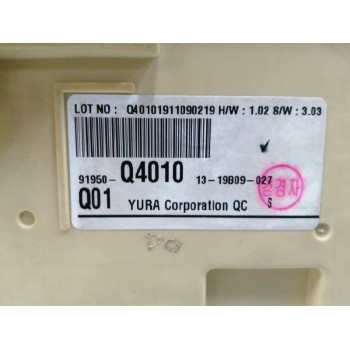 LOT NO : Q40101911090219 H/W : 1.02 S/W : 3.03
91950- Q4010 13-19B09-027
Q01 YURA Corporation QC S